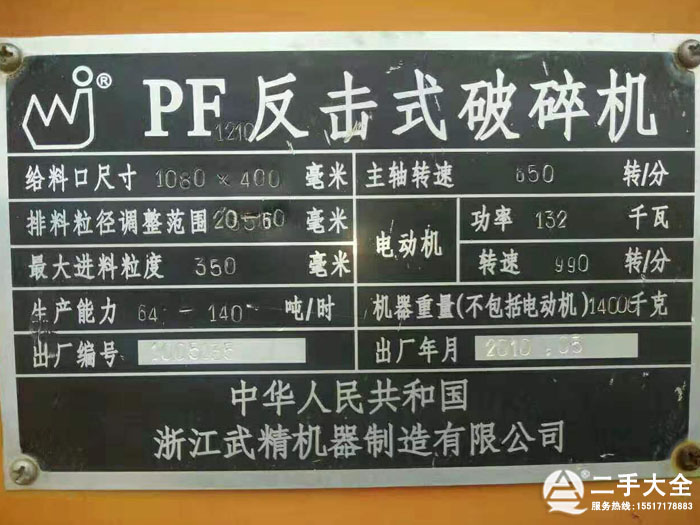 ® PF 反击式破碎机
1210
给料口尺寸 1080×400 毫米 主轴转速 650 转/分
排料粒径调整范围 毫米 电动机 功率 132 千瓦
最大进料粒度 350 毫米 转速 990 转/分
生产能力 64-140 吨/时 机器重量(不包括电动机) 14000 千克
出厂编号 出厂年月 2010.05
中华人民共和国
浙江武精机器制造有限公司
® 二手大全
服务热线:15517178883